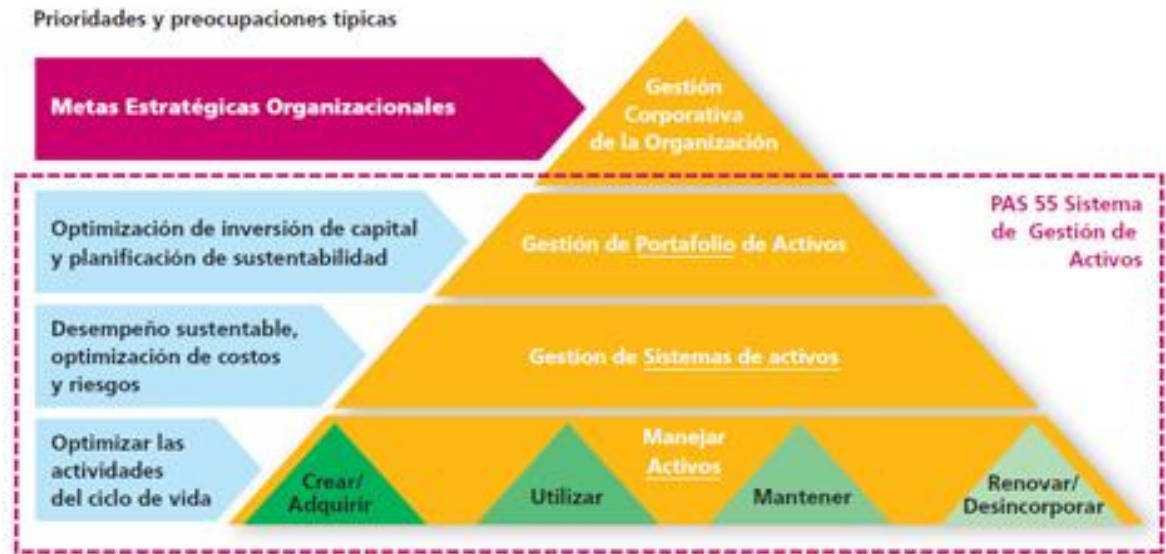 Prioridades y preocupaciones típicas
Metas Estratégicas Organizacionales
Gestión
Corporativa
de la Organización
PAS 55 Sistema
de Gestión de
Activos
Optimización de inversión de capital
y planificación de sustentabilidad
Gestión de Portafolio de Activos
Desempeño sustentable,
optimización de costos
y riesgos
Gestion de Sistemas de activos
Optimizar las
actividades
del ciclo de vida
Manejar
Activos
Crear/
Adquirir
Utilizar
Mantener
Renovar/
Desincorporar